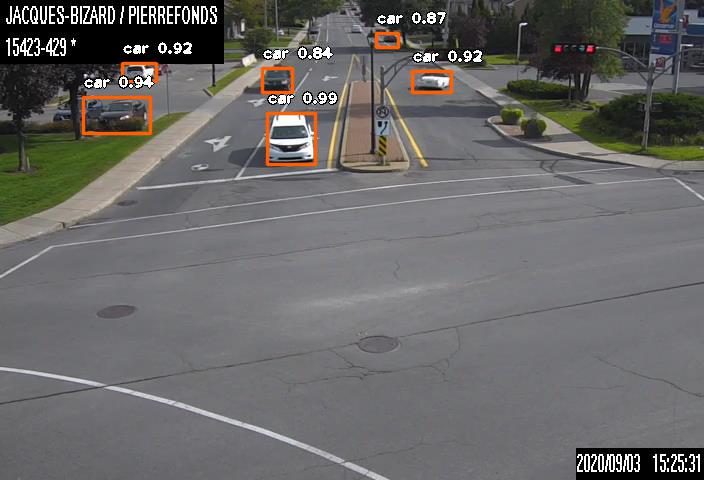 JACQUES-BIZARD / PIERREFONDS
15423-429 *
car 0.92
car 0.94
car 0.84
car 0.99
car 0.87
car 0.92
2020/09/03 15:25:31